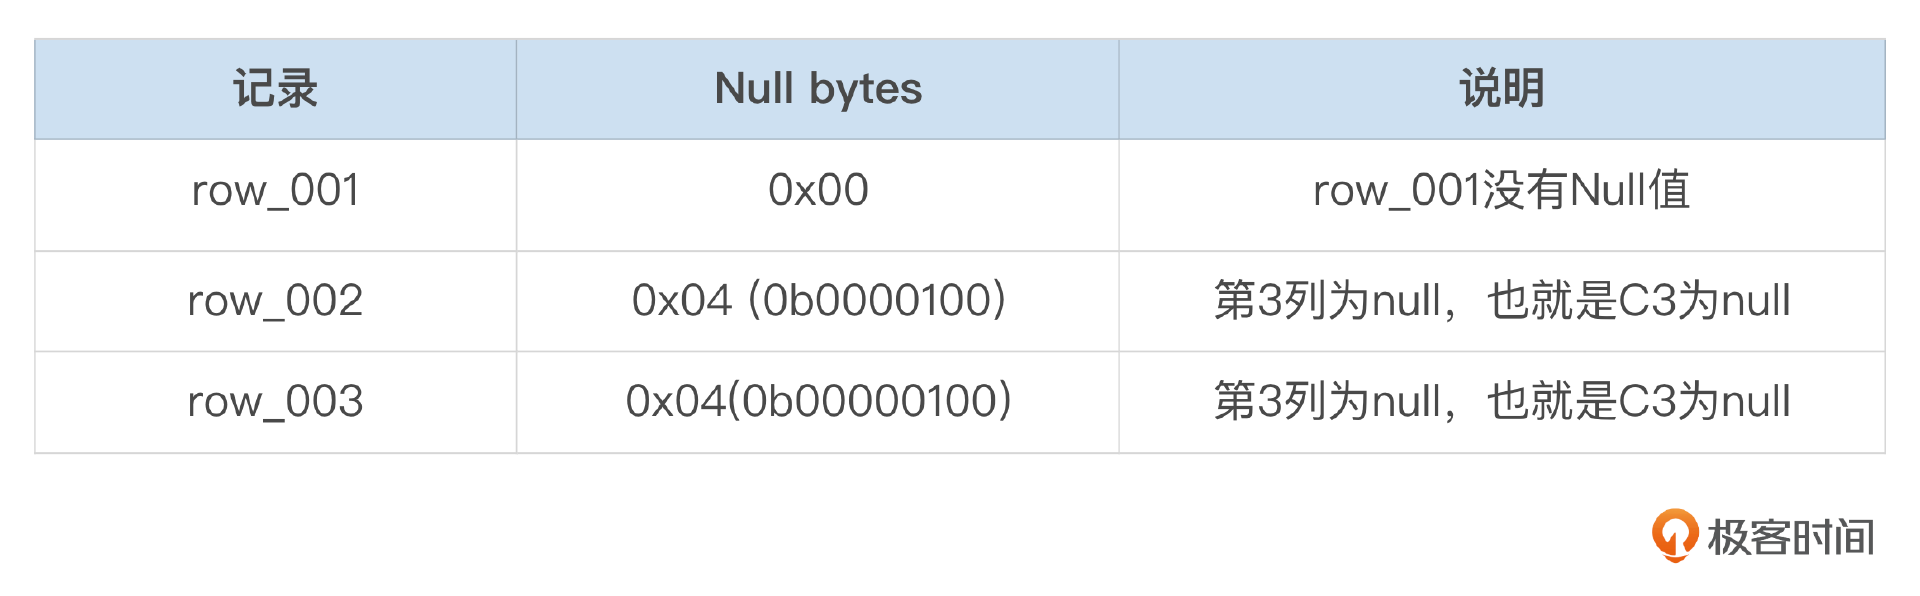 记录 Null bytes 说明
row_001 0x00 row_001没有Null值
row_002 0x04 (0b0000100) 第3列为null，也就是C3为null
row_003 0x04(0b00000100) 第3列为null，也就是C3为null
极客时间